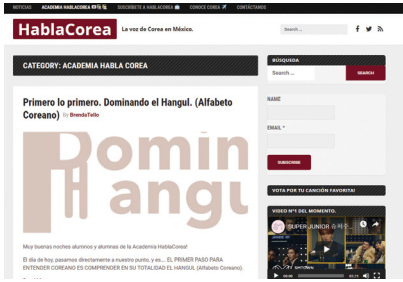 NOTICIAS ACADEMIA HABLACOREA SUSCRÍBETE A HABLACOREA CONOCE COREA CONTÁCTANOS
HablaCorea La voz de Corea en México.
Search ...
CATEGORY: ACADEMIA HABLA COREA
Primero lo primero. Dominando el Hangul. (Alfabeto
Coreano) by BrendaTello
Domin
Hangu
Muy buenas noches alumnos y alumnas de la Academia HablaCorea!
El día de hoy, pasamos directamente a nuestro punto, y es... EL PRIMER PASO PARA
ENTENDER COREANO ES COMPRENDER EN SU TOTALIDAD EL HANGUL (Alfabeto Coreano).
BÚSQUEDA
Search ... SEARCH
NAME
EMAIL *
SUBSCRIBE
VOTA POR TU CANCIÓN FAVORITA!
VIDEO Nº1 DEL MOMENTO.
SUPER JUNIOR
00:00